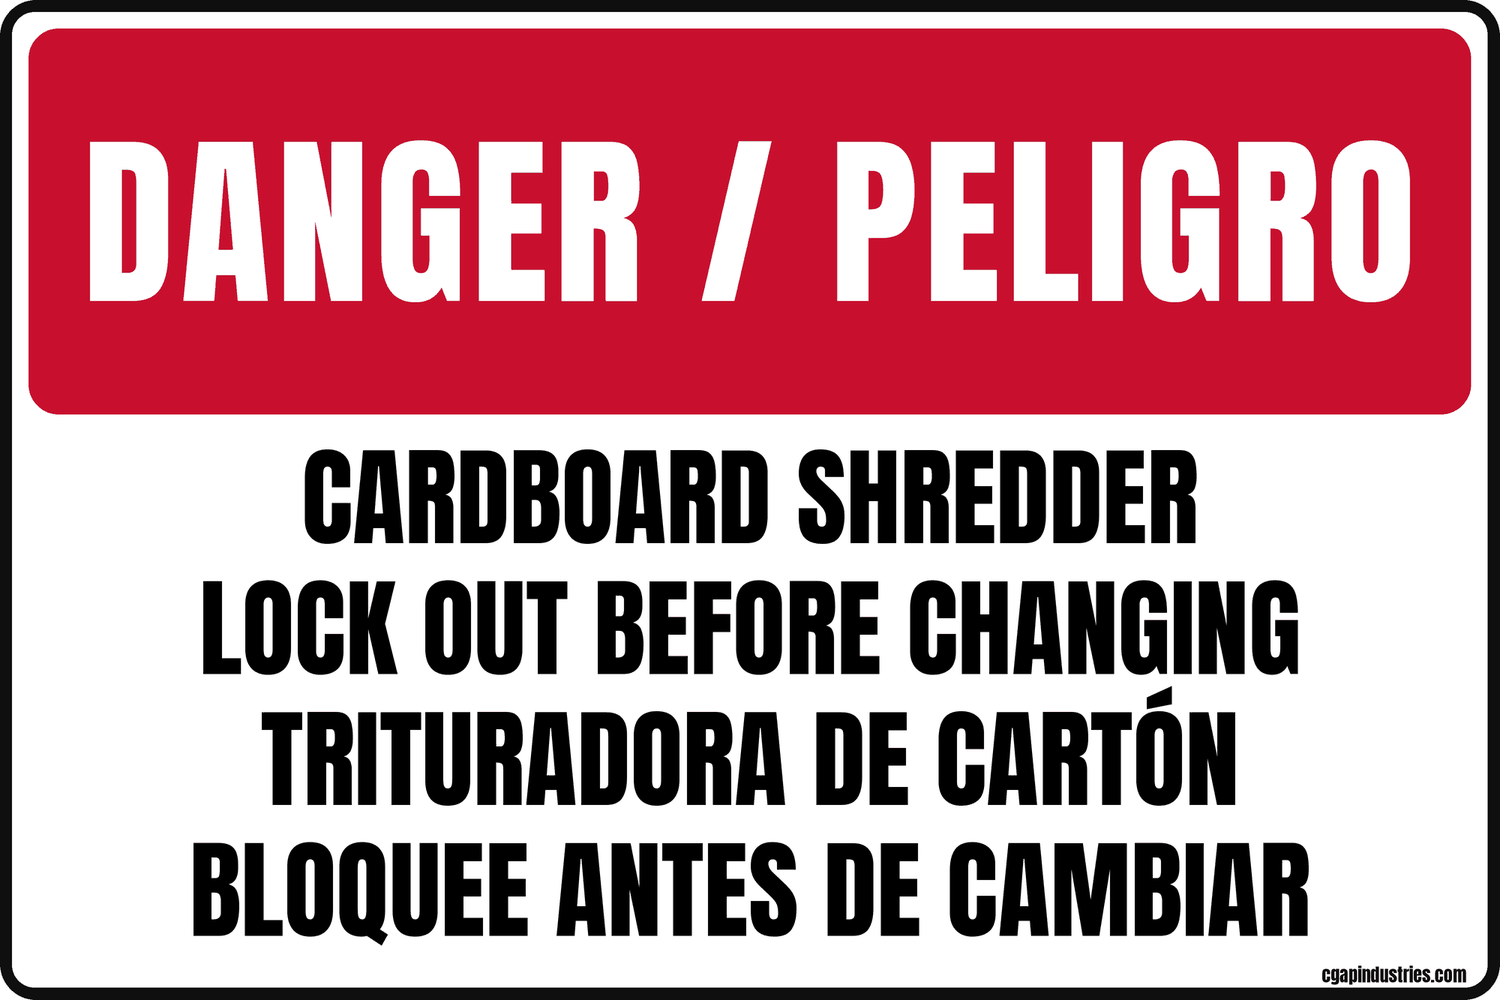 DANGER / PELIGRO
CARDBOARD SHREDDER
LOCK OUT BEFORE CHANGING
TRITURADORA DE CARTÓN
BLOQUEE ANTES DE CAMBIAR
cgapindustries.com